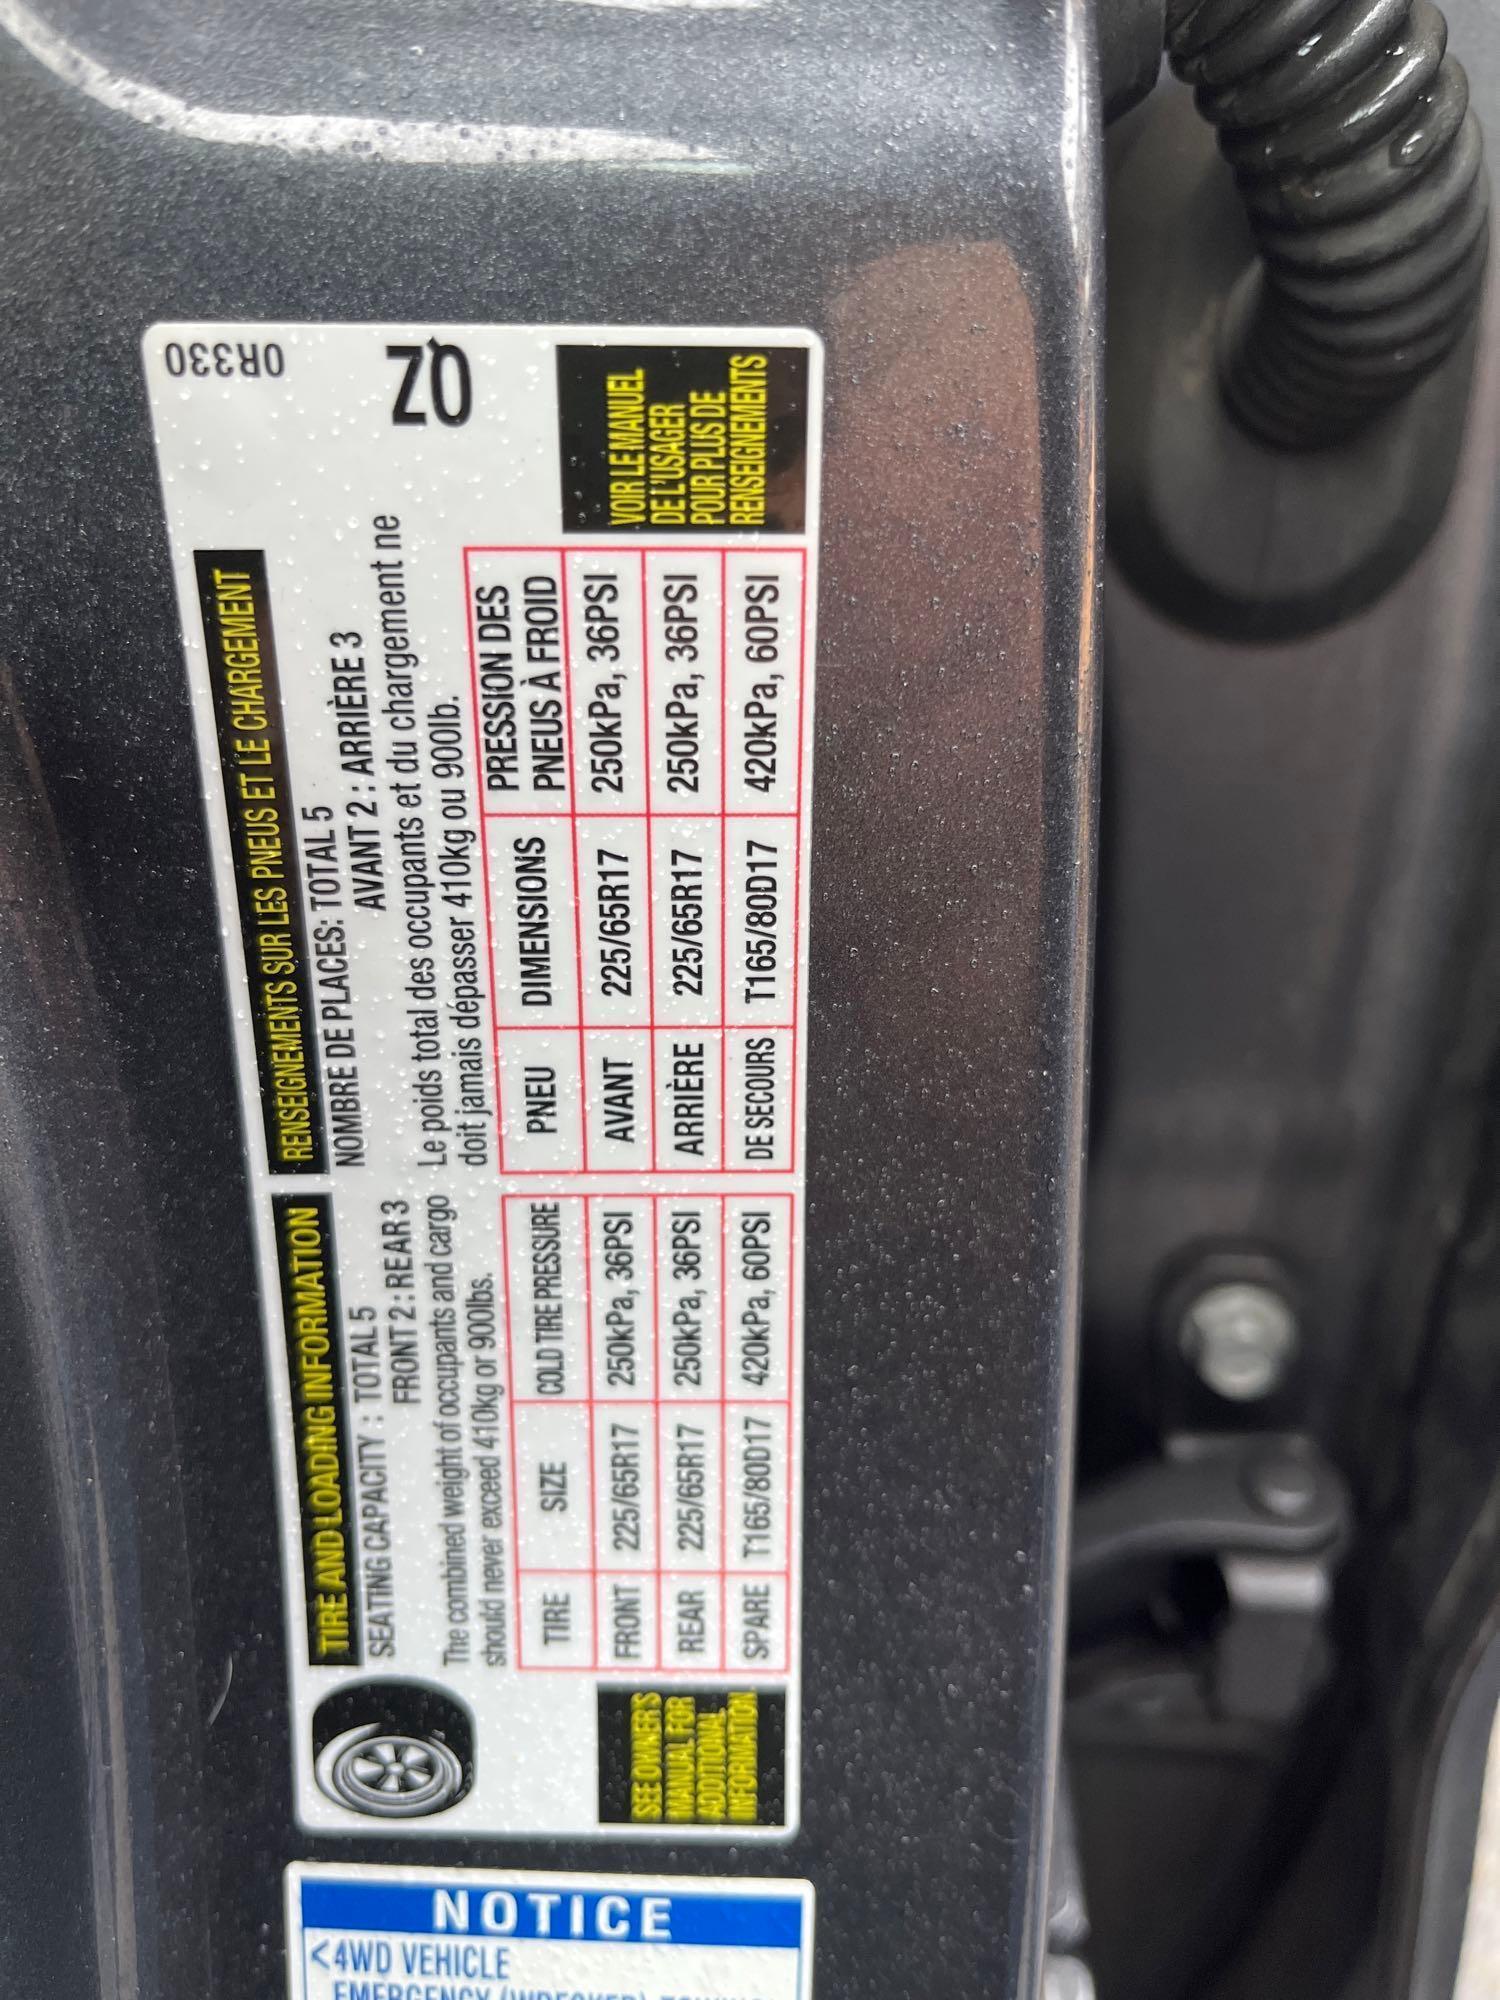 TIRE AND LOADING INFORMATION
SEATING CAPACITY : TOTAL 5
FRONT 2 : REAR 3
The combined weight of occupants and cargo
should never exceed 410kg or 900lbs.
TIRE SIZE COLD TIRE PRESSURE
FRONT 225/65R17 250kPa, 36PSI
REAR 225/65R17 250kPa, 36PSI
SPARE T165/80D17 420kPa, 60PSI
SEE OWNER'S
MANUAL FOR
ADDITIONAL
INFORMATION
RENSEIGNEMENTS SUR LES PNEUS ET LE CHARGEMENT
NOMBRE DE PLACES: TOTAL 5
AVANT 2 : ARRIÈRE 3
Le poids total des occupants et du chargement ne
doit jamais dépasser 410kg ou 900lb.
PNEU DIMENSIONS PRESSION DES
PNEUS À FROID
AVANT 225/65R17 250kPa, 36PSI
ARRIÈRE 225/65R17 250kPa, 36PSI
DE SECOURS T165/80D17 420kPa, 60PSI
0R330
QZ
VOIR LE MANUEL
DE L'USAGER
POUR PLUS DE
RENSEIGNEMENTS
NOTICE
<4WD VEHICLE
EMERGENCY (WRECKER) TOWING